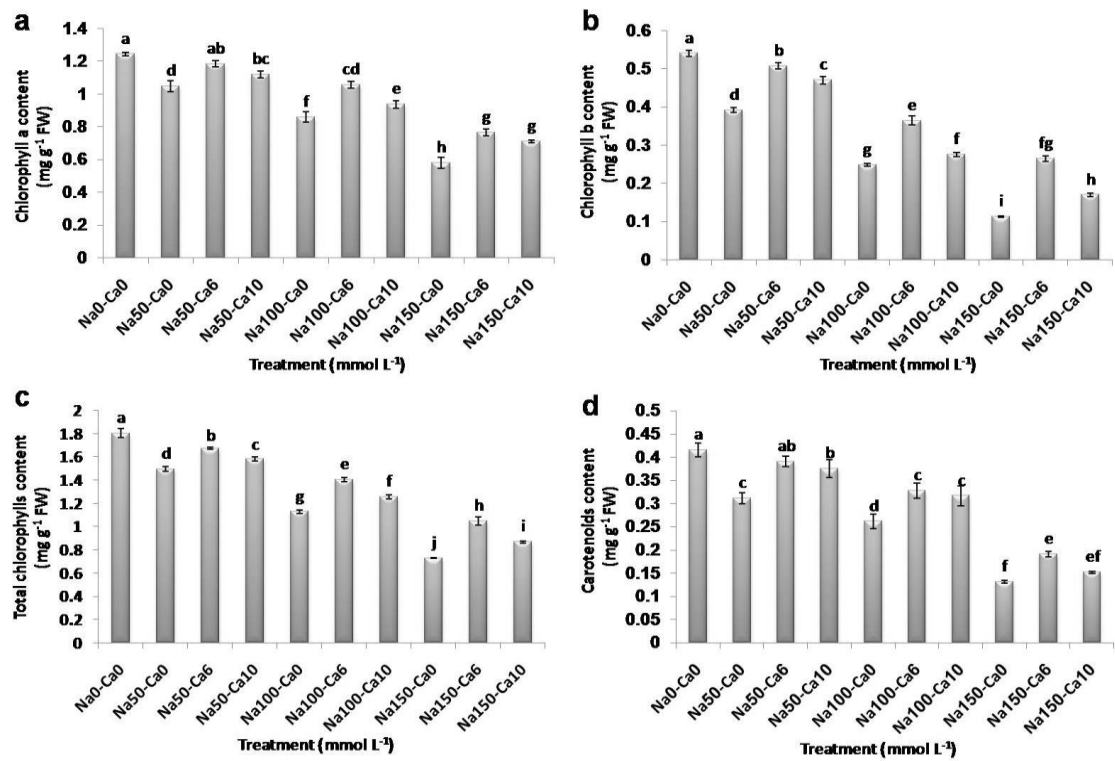 a
Chlorophyll a content
(mg g-1 FW)
1.4
1.2
1
0.8
0.6
0.4
0.2
0
a
d
ab
bc
f
cd
e
h
g
g
Na0-Ca0
Na50-Ca0
Na50-Ca6
Na50-Ca10
Na100-Ca0
Na100-Ca6
Na100-Ca10
Na150-Ca0
Na150-Ca6
Na150-Ca10
Treatment (mmol L-1)
b
Chlorophyll b content
(mg g-1 FW)
0.6
0.5
0.4
0.3
0.2
0.1
0
a
d
b
c
g
e
f
i
fg
h
Na0-Ca0
Na50-Ca0
Na50-Ca6
Na50-Ca10
Na100-Ca0
Na100-Ca6
Na100-Ca10
Na150-Ca0
Na150-Ca6
Na150-Ca10
Treatment (mmol L-1)
c
Total chlorophylls content
(mg g-1 FW)
2
1.8
1.6
1.4
1.2
1
0.8
0.6
0.4
0.2
0
a
d
b
c
g
e
f
j
h
i
Na0-Ca0
Na50-Ca0
Na50-Ca6
Na50-Ca10
Na100-Ca0
Na100-Ca6
Na100-Ca10
Na150-Ca0
Na150-Ca6
Na150-Ca10
Treatment (mmol L-1)
d
Carotenoids content
(mg g-1 FW)
0.5
0.45
0.4
0.35
0.3
0.25
0.2
0.15
0.1
0.05
0
a
c
ab
b
d
c
c
f
e
ef
Na0-Ca0
Na50-Ca0
Na50-Ca6
Na50-Ca10
Na100-Ca0
Na100-Ca6
Na100-Ca10
Na150-Ca0
Na150-Ca6
Na150-Ca10
Treatment (mmol L-1)